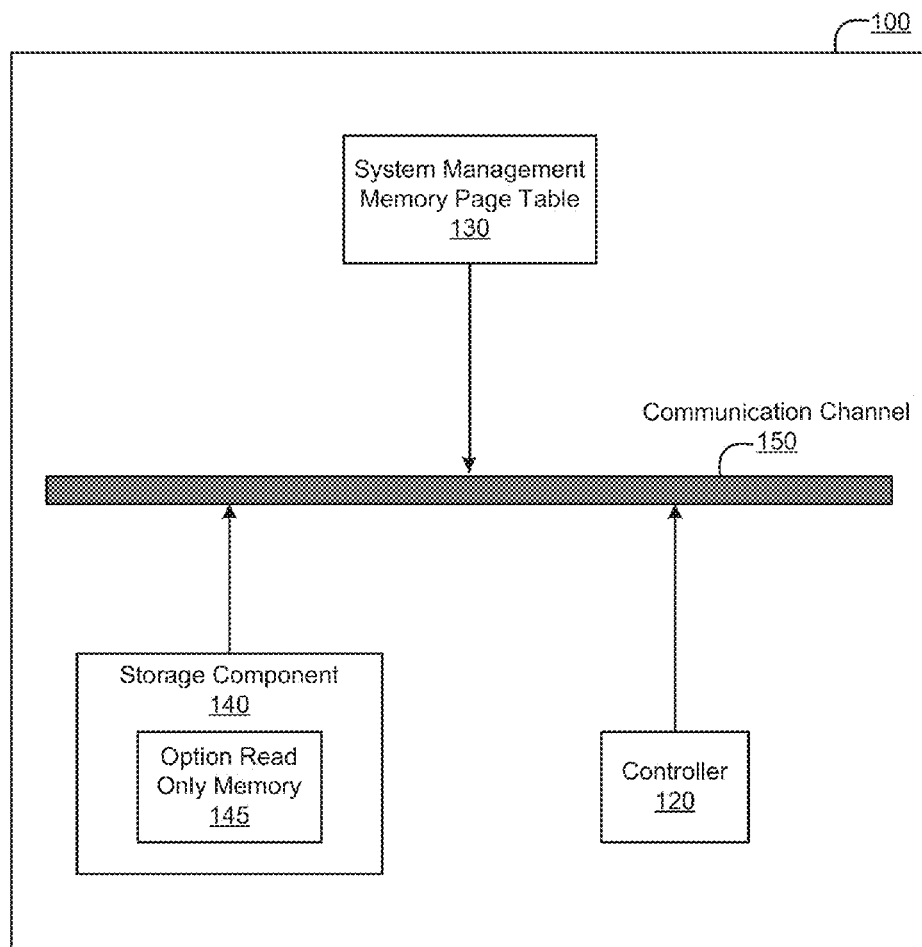 100
System Management
Memory Page Table
130
Communication Channel
150
Storage Component
140
Option Read
Only Memory
145
Controller
120